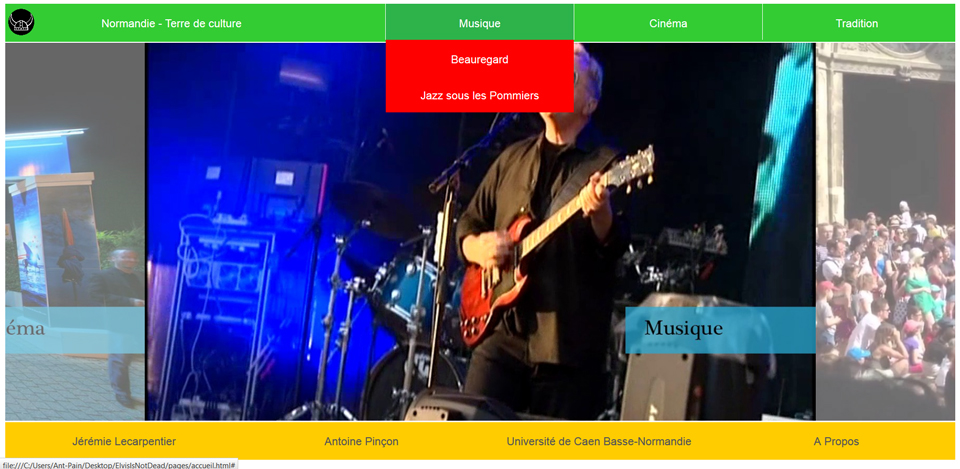 Normandie - Terre de culture
Musique
Cinéma
Tradition
Beauregard
Jazz sous les Pommiers
éma
Musique
Jérémie Lecarpentier
Antoine Pinçon
Université de Caen Basse-Normandie
A Propos
file:///C:/Users/Ant-Pain/Desktop/ElvisIsNotDead/pages/accueil.html#